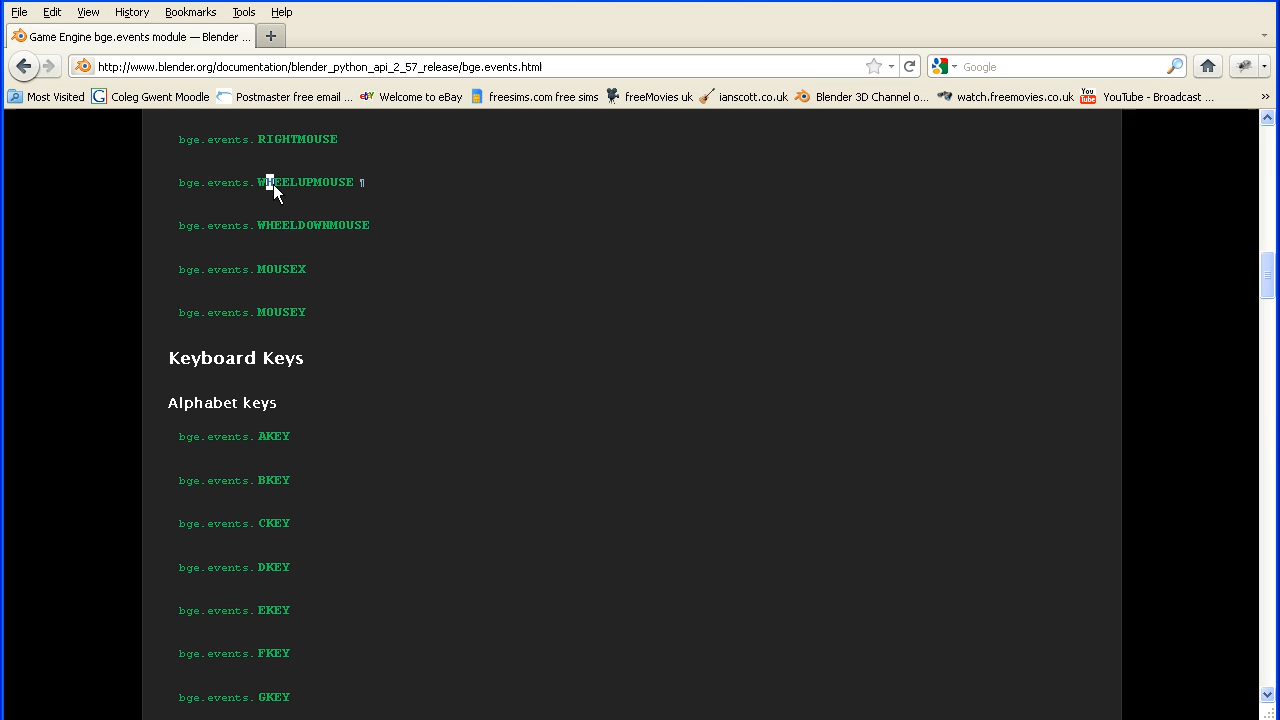 File Edit View History Bookmarks Tools Help
Game Engine bge.events module — Blender ...
http://www.blender.org/documentation/blender_python_api_2_57_release/bge.events.html
Google
Most Visited Coleg Gwent Moodle Postmaster free email ... Welcome to eBay freesims.com free sims freeMovies uk ianscott.co.uk Blender 3D Channel o... watch.freemovies.co.uk YouTube - Broadcast ... »
bge.events.RIGHTMOUSE
bge.events.WHEELUPMOUSE ¶
bge.events.WHEELDOWNMOUSE
bge.events.MOUSEX
bge.events.MOUSEY
Keyboard Keys
Alphabet keys
bge.events.AKEY
bge.events.BKEY
bge.events.CKEY
bge.events.DKEY
bge.events.EKEY
bge.events.FKEY
bge.events.GKEY